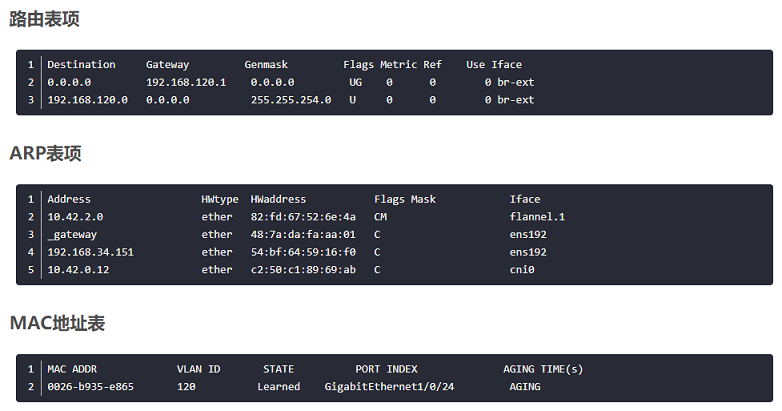 路由表项
1 Destination Gateway Genmask Flags Metric Ref Use Iface
2 0.0.0.0 192.168.120.1 0.0.0.0 UG 0 0 0 br-ext
3 192.168.120.0 0.0.0.0 255.255.254.0 U 0 0 0 br-ext
ARP表项
1 Address HWtype HWaddress Flags Mask Iface
2 10.42.2.0 ether 82:fd:67:52:6e:4a CM flannel.1
3 _gateway ether 48:7a:da:fa:aa:01 C ens192
4 192.168.34.151 ether 54:bf:64:59:16:f0 C ens192
5 10.42.0.12 ether c2:50:c1:89:69:ab C cni0
MAC地址表
1 MAC ADDR VLAN ID STATE PORT INDEX AGING TIME(s)
2 0026-b935-e865 120 Learned GigabitEthernet1/0/24 AGING